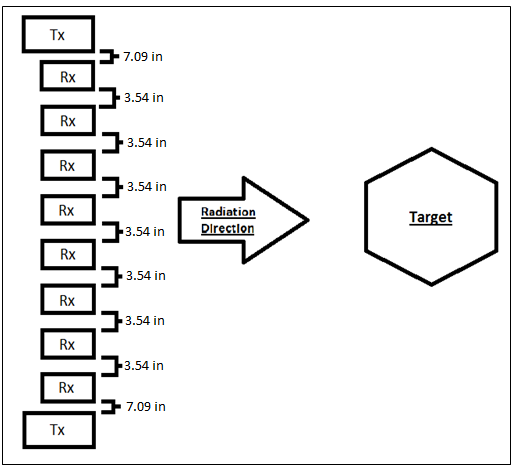 Tx
7.09 in
Rx
3.54 in
Rx
3.54 in
Rx
3.54 in
Rx
3.54 in
Rx
3.54 in
Rx
3.54 in
Rx
3.54 in
Rx
7.09 in
Tx
Radiation
Direction
Target